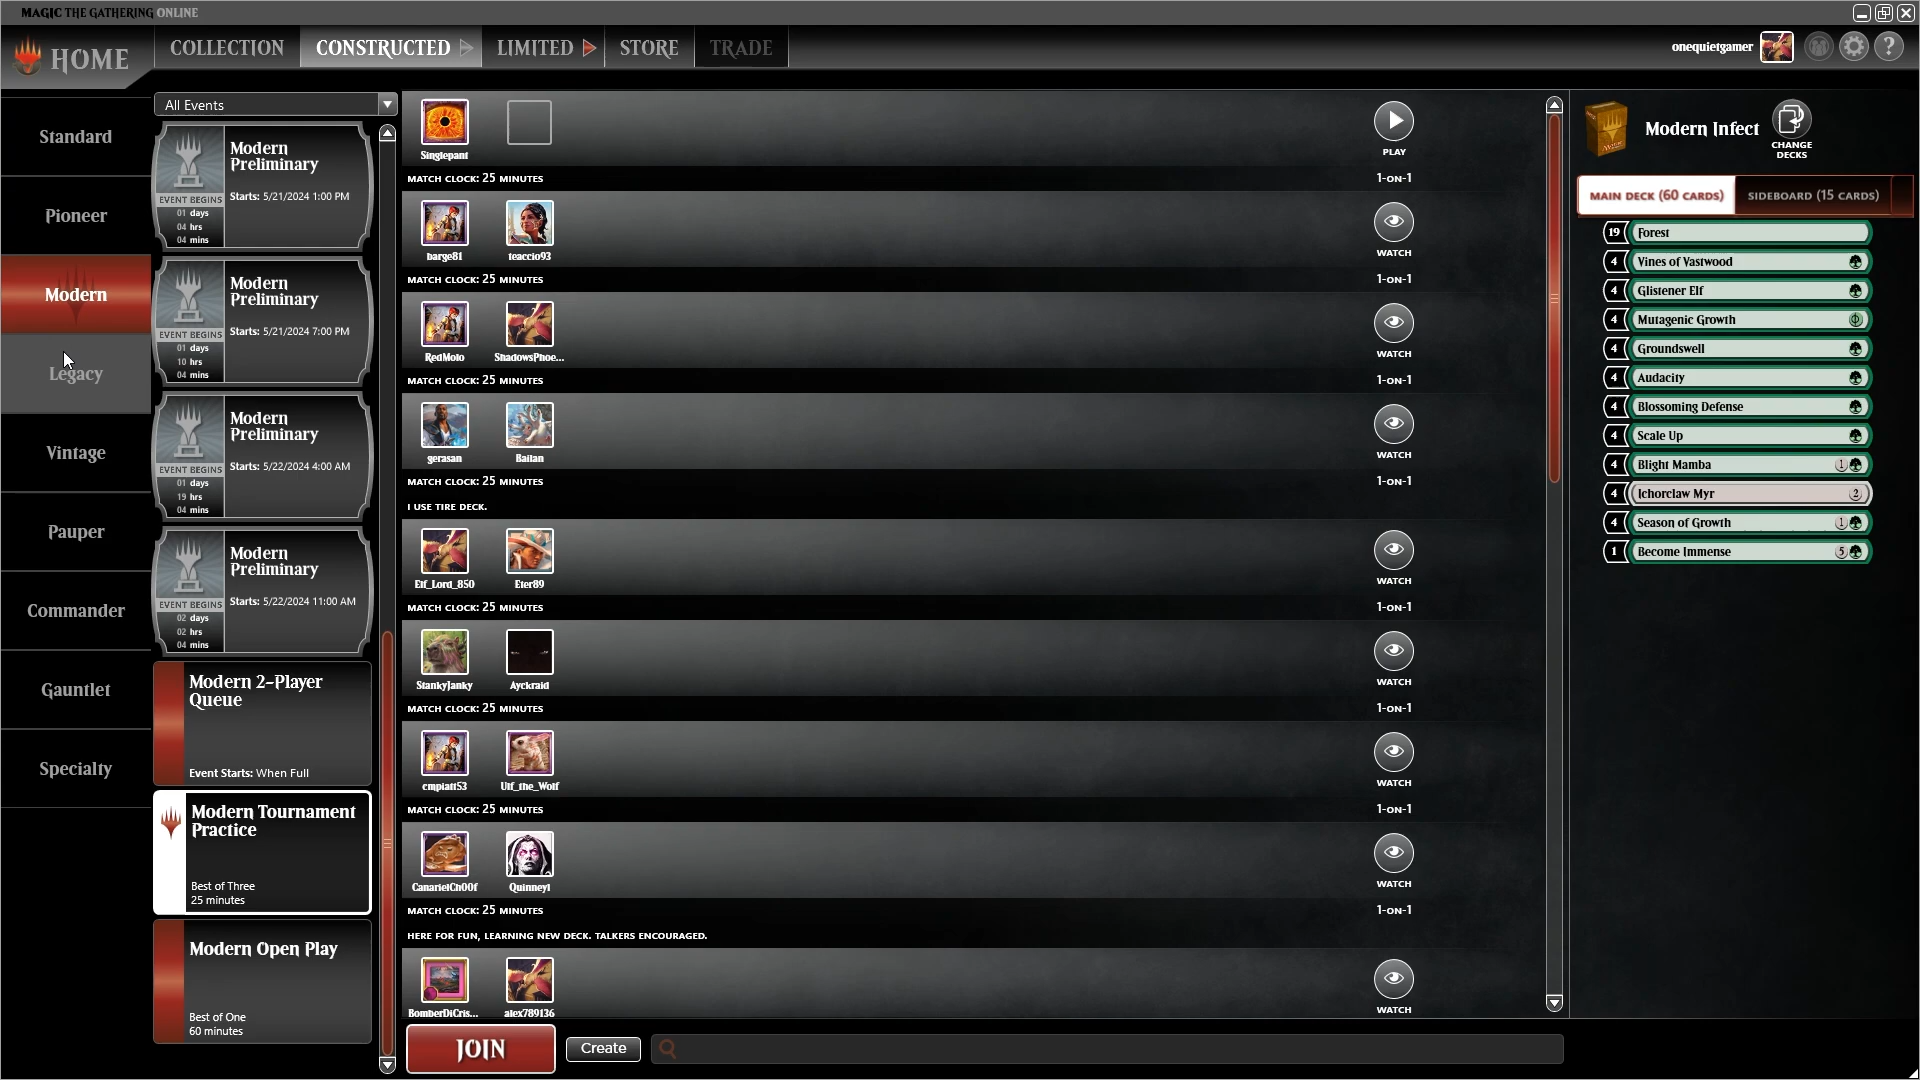 MAGIC THE GATHERING ONLINE
HOME
COLLECTION
CONSTRUCTED
LIMITED
STORE
TRADE
onequietgamer
?
Standard
Pioneer
Modern
Legacy
Vintage
Pauper
Commander
Gauntlet
Specialty
All Events
Modern
Preliminary
Starts: 5/21/2024 1:00 PM
EVENT BEGINS
01 days
04 hrs
04 mins
Modern
Preliminary
Starts: 5/21/2024 7:00 PM
EVENT BEGINS
01 days
10 hrs
04 mins
Modern
Preliminary
Starts: 5/22/2024 4:00 AM
EVENT BEGINS
01 days
19 hrs
04 mins
Modern
Preliminary
Starts: 5/22/2024 11:00 AM
EVENT BEGINS
02 days
02 hrs
04 mins
Modern 2-Player
Queue
Event Starts: When Full
Modern Tournament
Practice
Best of Three
25 minutes
Modern Open Play
Best of One
60 minutes
Singlepant
PLAY
MATCH CLOCK: 25 MINUTES
1-ON-1
barge81
teaccio93
WATCH
MATCH CLOCK: 25 MINUTES
1-ON-1
RedMolo
ShadowsPhoe...
WATCH
MATCH CLOCK: 25 MINUTES
1-ON-1
gerasan
Bailan
WATCH
MATCH CLOCK: 25 MINUTES
1-ON-1
I USE TIRE DECK.
Elf_Lord_850
Eter89
WATCH
MATCH CLOCK: 25 MINUTES
1-ON-1
StankyJanky
Ayckraid
WATCH
MATCH CLOCK: 25 MINUTES
1-ON-1
cmpiatt53
Ulf_the_Wolf
WATCH
MATCH CLOCK: 25 MINUTES
1-ON-1
CanarielCh00f
Quinney1
WATCH
MATCH CLOCK: 25 MINUTES
1-ON-1
HERE FOR FUN, LEARNING NEW DECK. TALKERS ENCOURAGED.
BomberDiCris...
alex789136
WATCH
JOIN
Create
Modern Infect
CHANGE
DECKS
MAIN DECK (60 CARDS)
SIDEBOARD (15 CARDS)
19 Forest
4 Vines of Vastwood
4 Glistener Elf
4 Mutagenic Growth
4 Groundswell
4 Audacity
4 Blossoming Defense
4 Scale Up
4 Blight Mamba 1
4 Ichorclaw Myr 2
4 Season of Growth 1
1 Become Immense 5